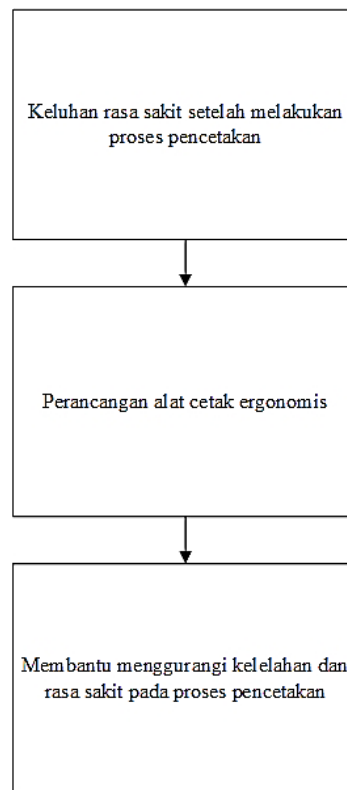 Keluhan rasa sakit setelah melakukan
proses pencetakan
Perancangan alat cetak ergonomis
Membantu menggurangi kelelahan dan
rasa sakit pada proses pencetakan